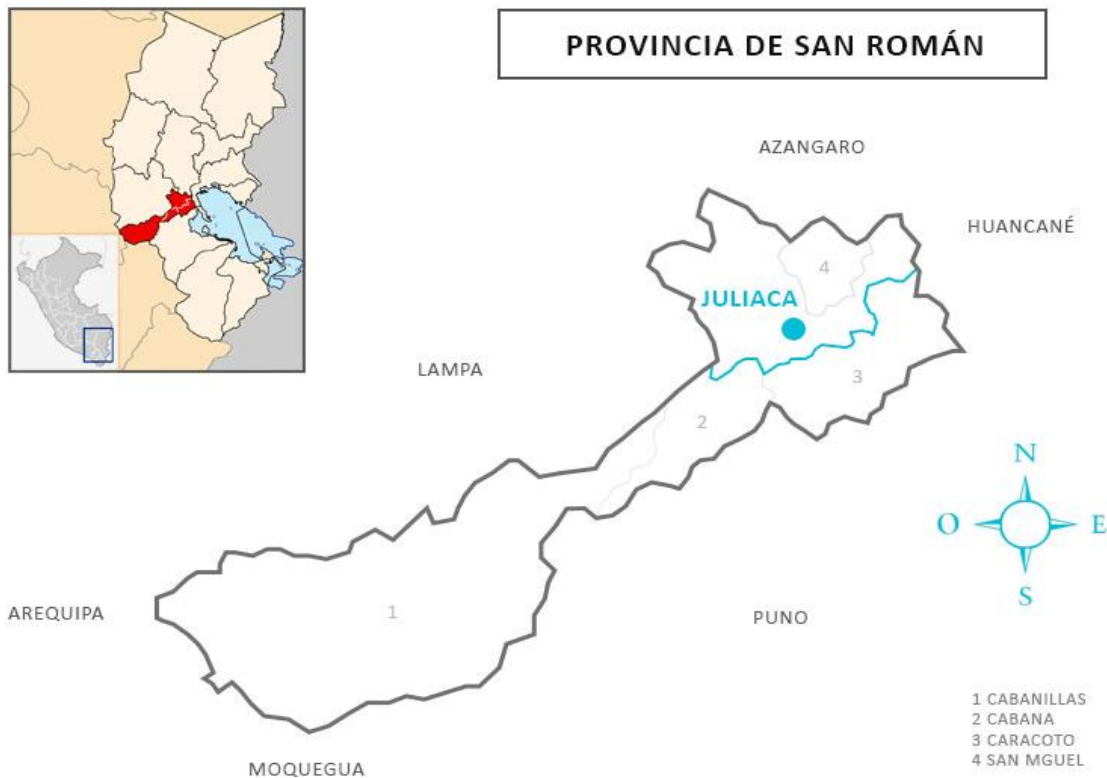 PROVINCIA DE SAN ROMÁN
AZANGARO
HUANCANÉ
4
JULIACA
LAMPA
3
2
N
O
E
S
1
AREQUIPA
PUNO
MOQUEGUA
1 CABANILLAS
2 CABANA
3 CARACOTO
4 SAN MGUEL